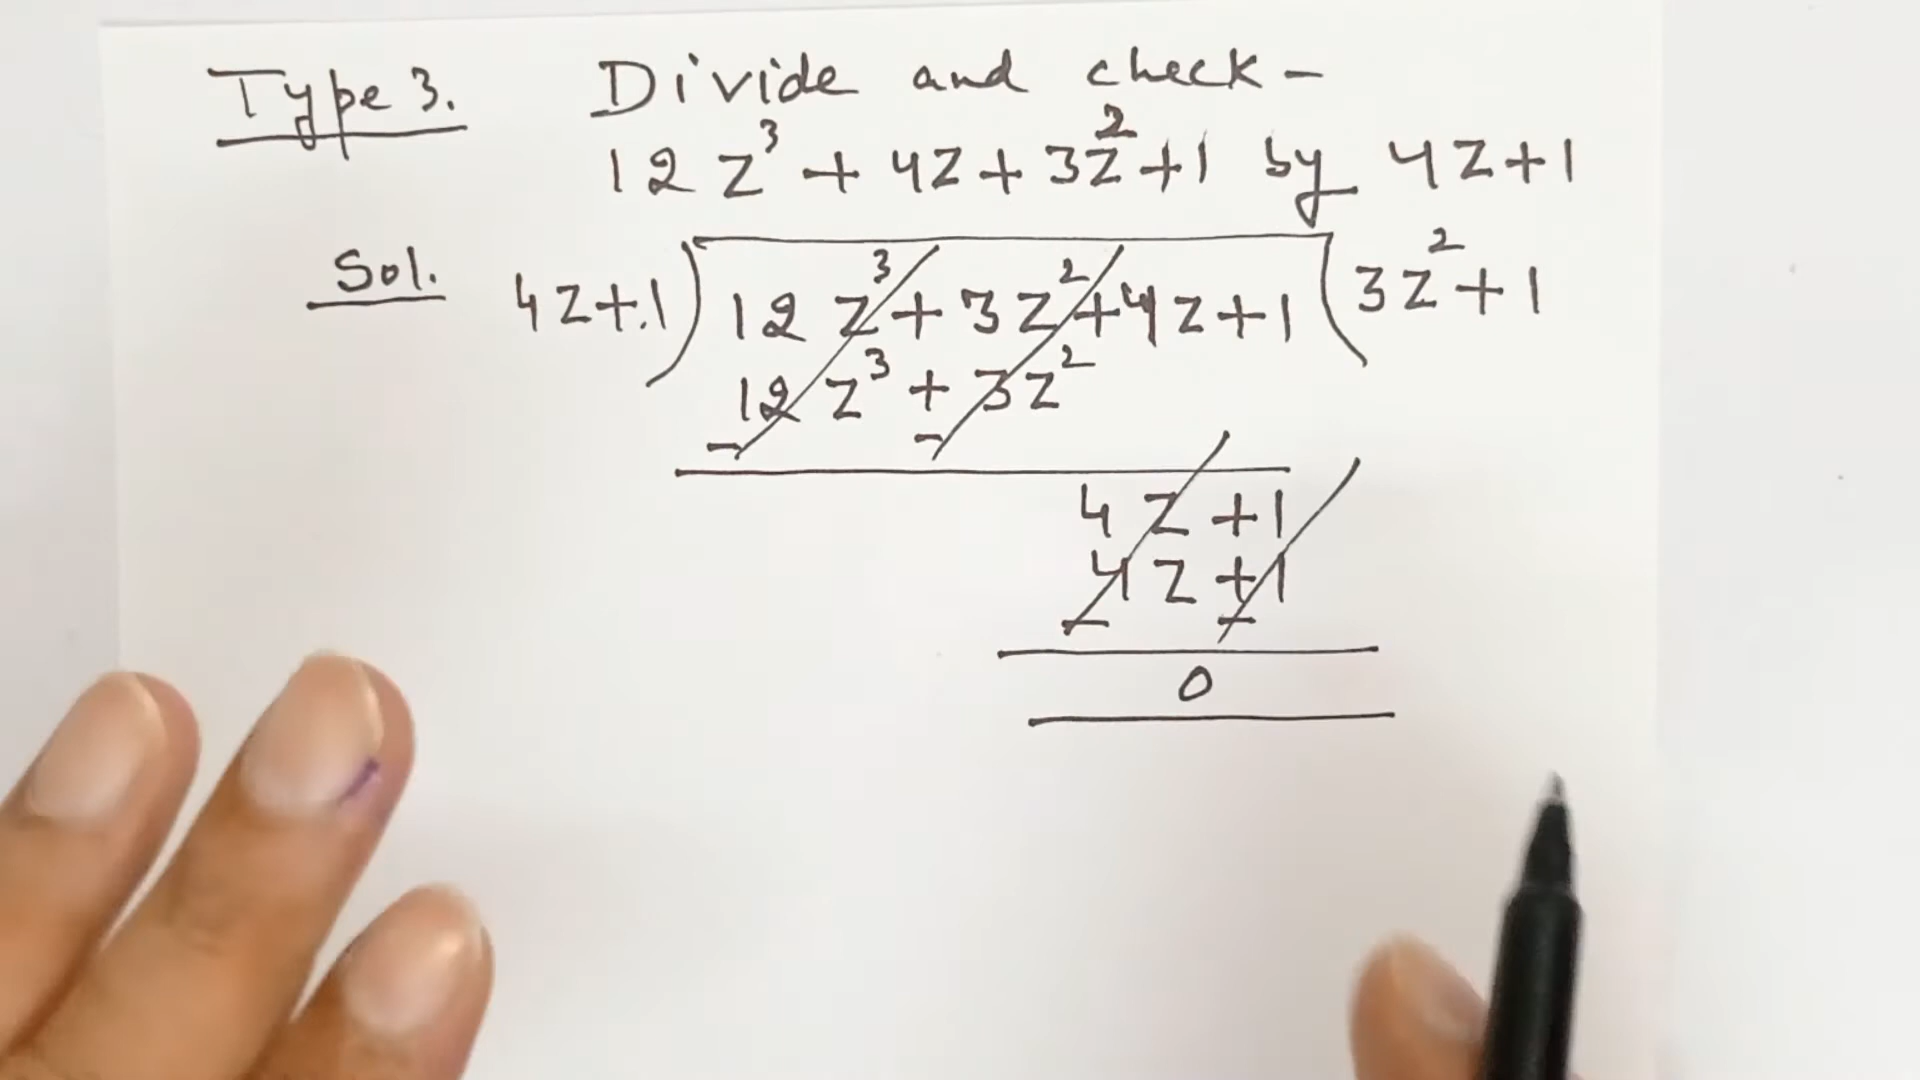 Type 3. Divide and check -
12z³ + 4z + 3z² + 1 by 4z + 1
Sol. 4z + 1 ) 12z³ + 3z² + 4z + 1 ( 3z² + 1
12z³ + 3z²
- -
4z + 1
4z + 1
- -
0